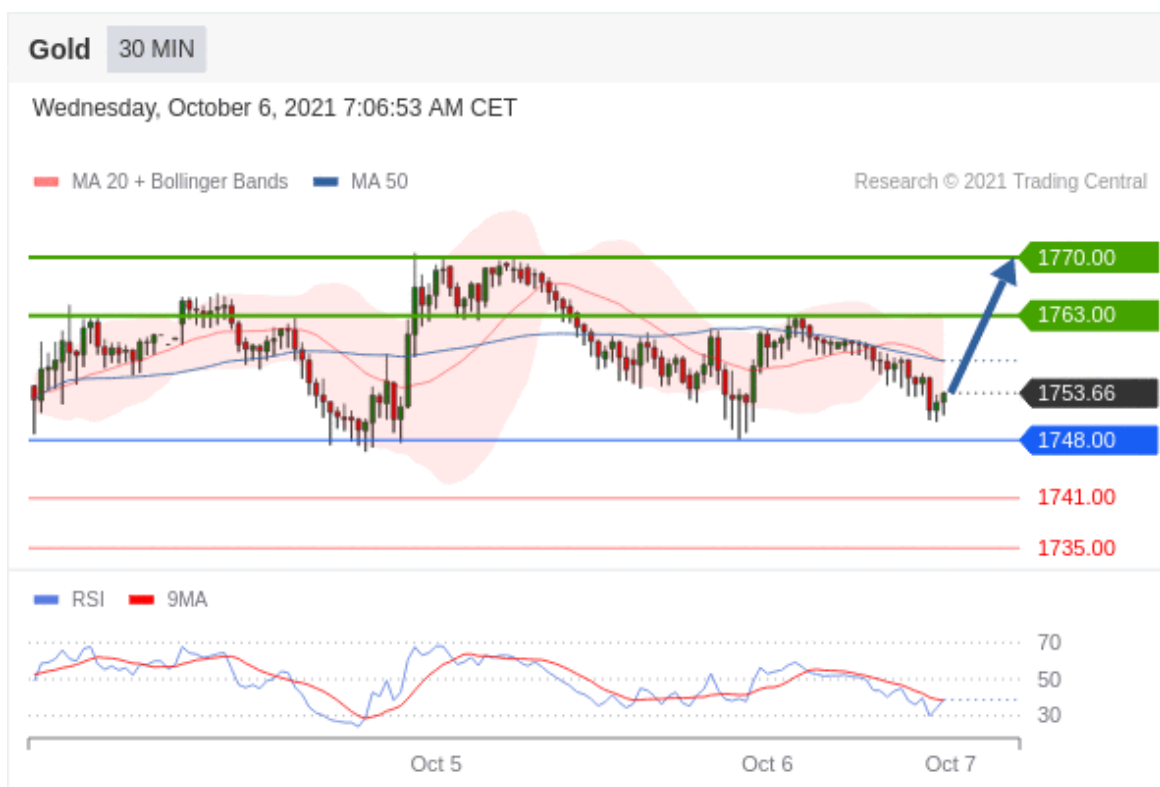 Gold 30 MIN
Wednesday, October 6, 2021 7:06:53 AM CET
MA 20 + Bollinger Bands MA 50 Research © 2021 Trading Central
1770.00
1763.00
1753.66
1748.00
1741.00
1735.00
RSI 9MA
70
50
30
Oct 5 Oct 6 Oct 7